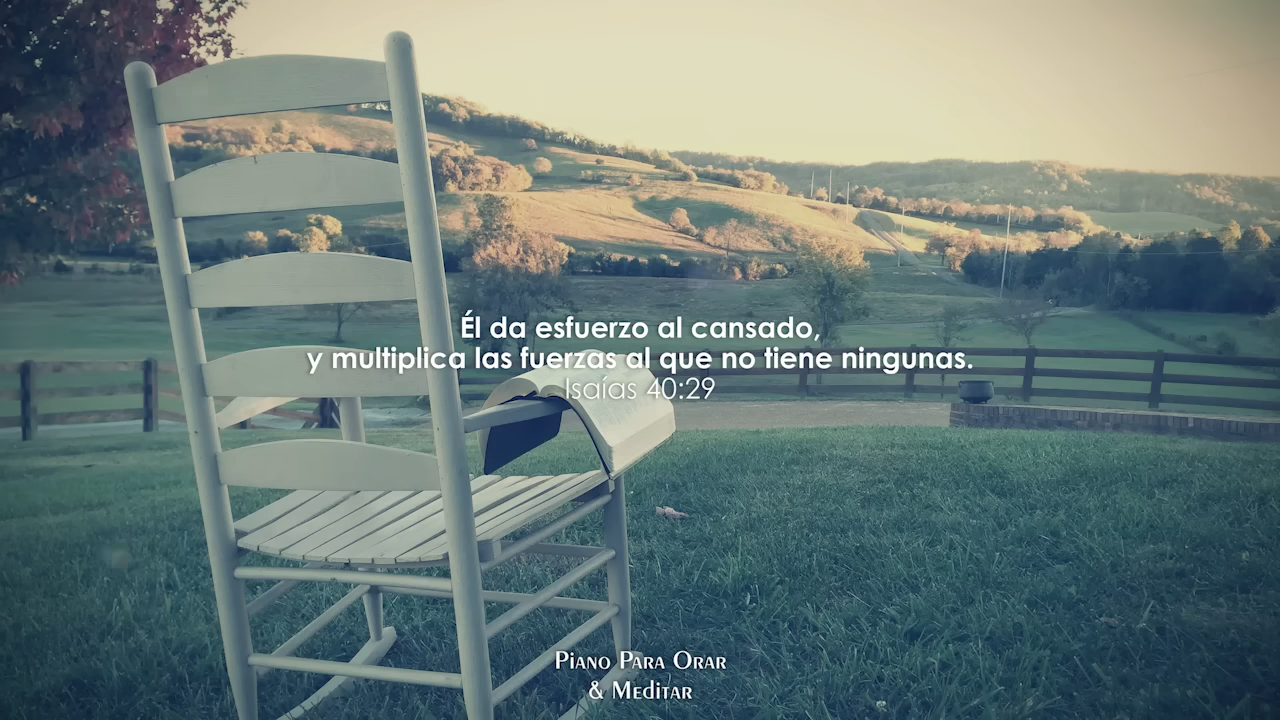 Él da esfuerzo al cansado,
y multiplica las fuerzas al que no tiene ningunas.
Isaías 40:29
Piano Para Orar
& Meditar